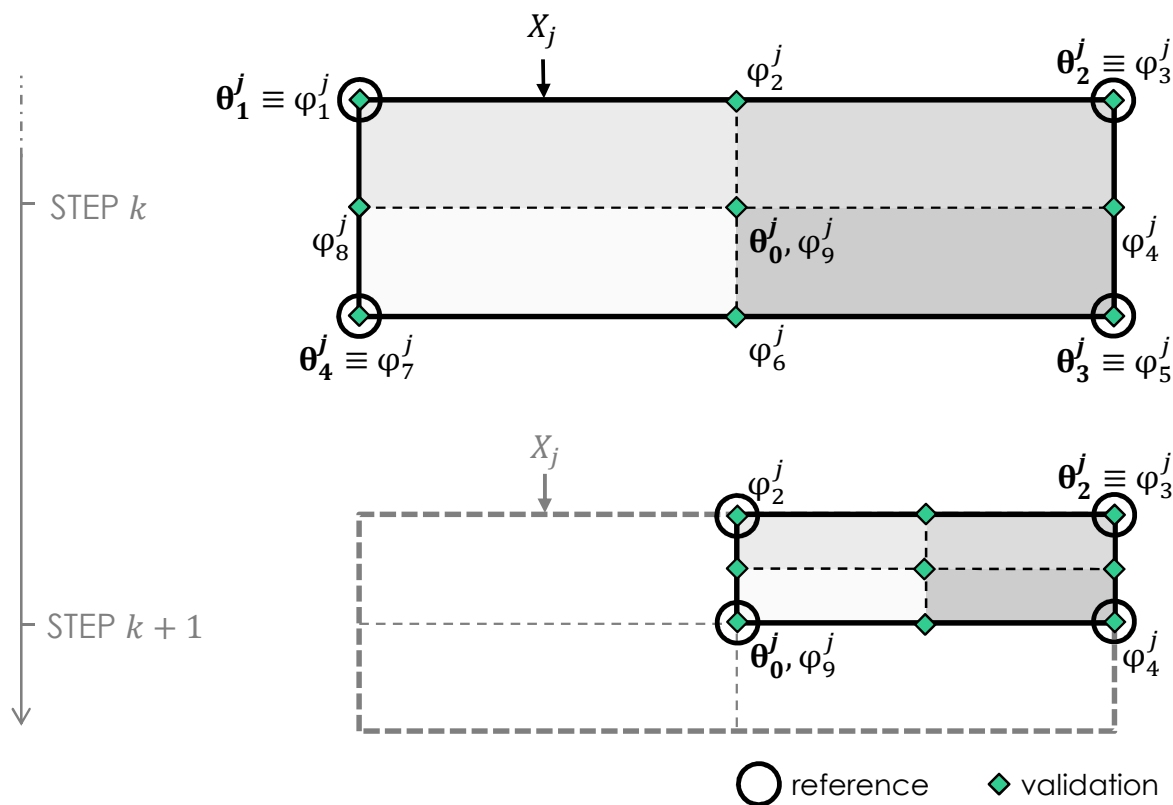 X_j
φ_2^j
θ_2^j ≡ φ_3^j
θ_1^j ≡ φ_1^j
STEP k
φ_8^j
θ_0^j, φ_9^j
φ_4^j
θ_4^j ≡ φ_7^j
φ_6^j
θ_3^j ≡ φ_5^j
X_j
φ_2^j
θ_2^j ≡ φ_3^j
STEP k + 1
θ_0^j, φ_9^j
φ_4^j
reference
validation